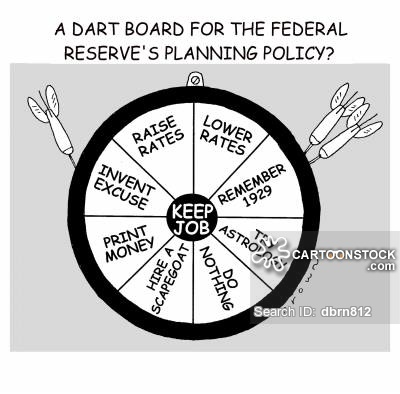 A DART BOARD FOR THE FEDERAL
RESERVE'S PLANNING POLICY?
RAISE
RATES
LOWER
RATES
INVENT
EXCUSE
REMEMBER
1929
KEEP
JOB
PRINT
MONEY
HIRE A
SCAPEGOAT
DO
NOTHING
CARTOONSTOCK
.com
Search ID: dbrn812